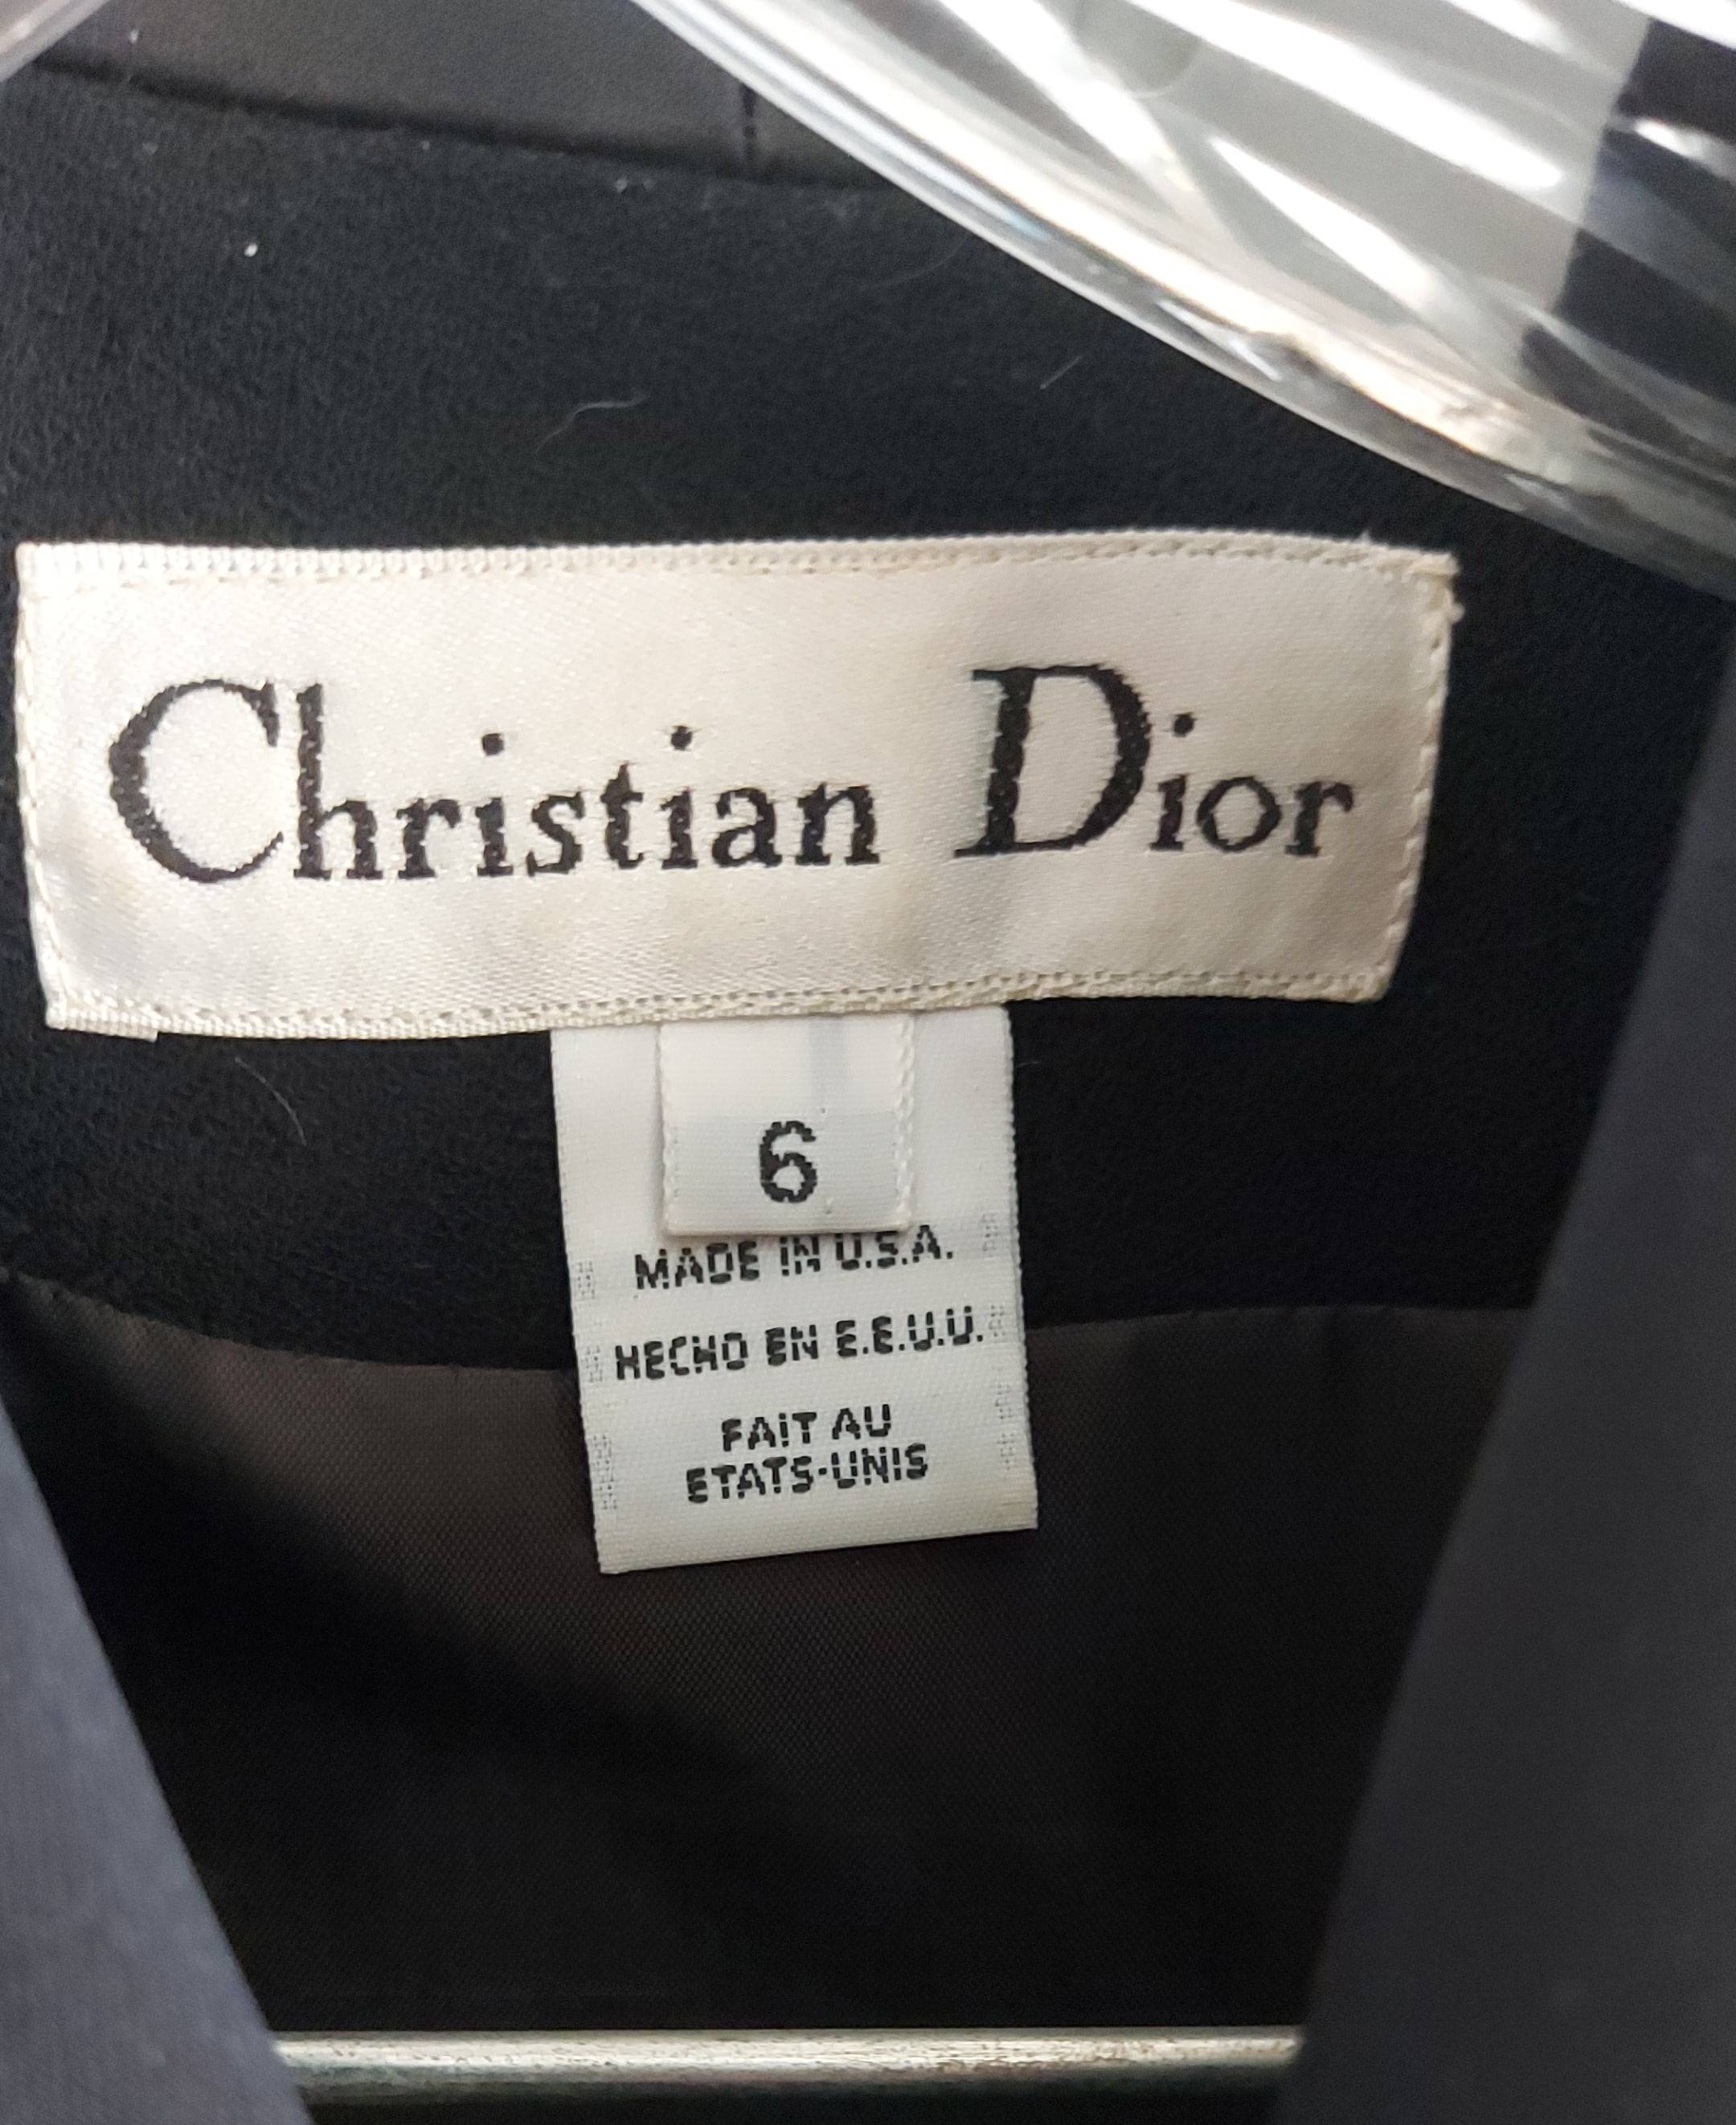 Christian Dior
6
MADE IN U.S.A.
HECHO EN E.E.U.U.
FAIT AU
ETATS-UNIS